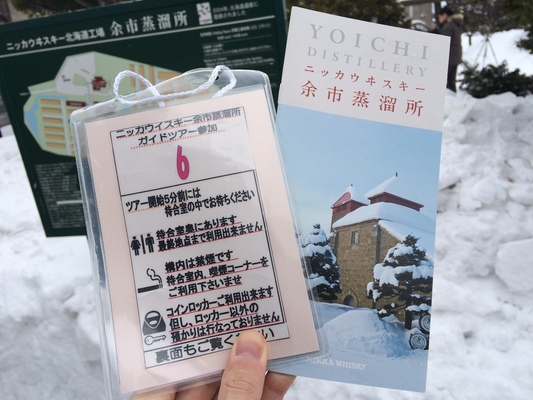 ニッカウヰスキー北海道工場 余市蒸溜所
ニッカウイスキー余市蒸溜所
ガイドツアー参加
6
ツアー開始5分前には
待合室の中でお待ちください
待合室奥にあります
最終地点まで利用出来ません
構内は禁煙です
待合室内、喫煙コーナーを
ご利用下さいませ
コインロッカーご利用出来ます
但し、ロッカー以外の
預かりは行なっておりません
裏面もご覧ください
YOICHI
DISTILLERY
ニッカウヰスキー
余市蒸溜所
NIKKA WHISKY